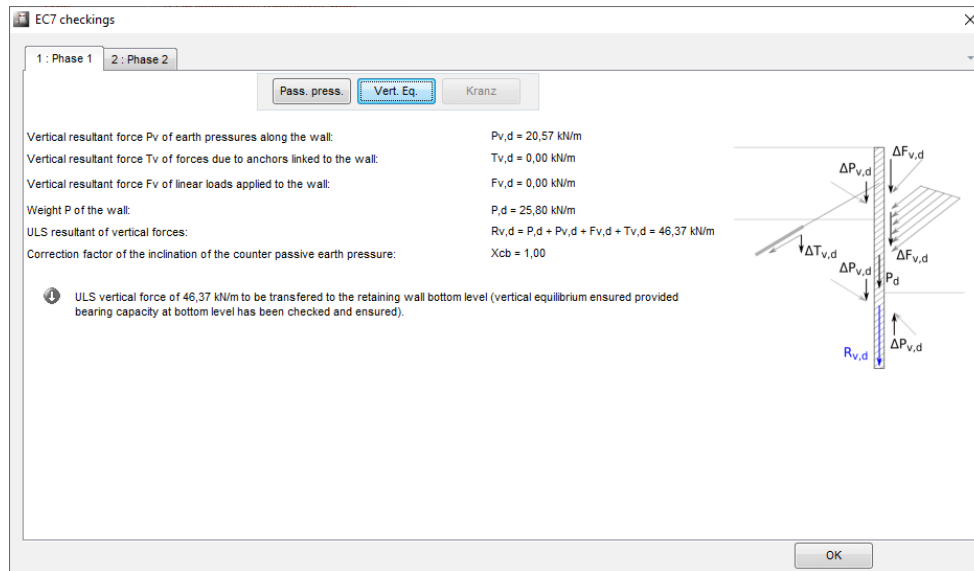 EC7 checkings
1 : Phase 1
2 : Phase 2
Pass. press.
Vert. Eq.
Kranz
Vertical resultant force Pv of earth pressures along the wall: Pv,d = 20,57 kN/m
Vertical resultant force Tv of forces due to anchors linked to the wall: Tv,d = 0,00 kN/m
Vertical resultant force Fv of linear loads applied to the wall: Fv,d = 0,00 kN/m
Weight P of the wall: P,d = 25,80 kN/m
ULS resultant of vertical forces: Rv,d = P,d + Pv,d + Fv,d + Tv,d = 46,37 kN/m
Correction factor of the inclination of the counter passive earth pressure: Xcb = 1,00
ULS vertical force of 46,37 kN/m to be transfered to the retaining wall bottom level (vertical equilibrium ensured provided
bearing capacity at bottom level has been checked and ensured).
ΔFv,d
ΔPv,d
ΔTv,d
ΔFv,d
ΔPv,d
Pd
ΔPv,d
Rv,d
OK